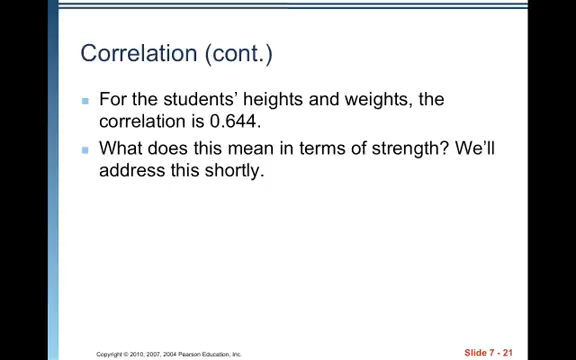 Correlation (cont.)
For the students’ heights and weights, the
correlation is 0.644.
What does this mean in terms of strength? We’ll
address this shortly.
Copyright © 2010, 2007, 2004 Pearson Education, Inc.
Slide 7 - 21